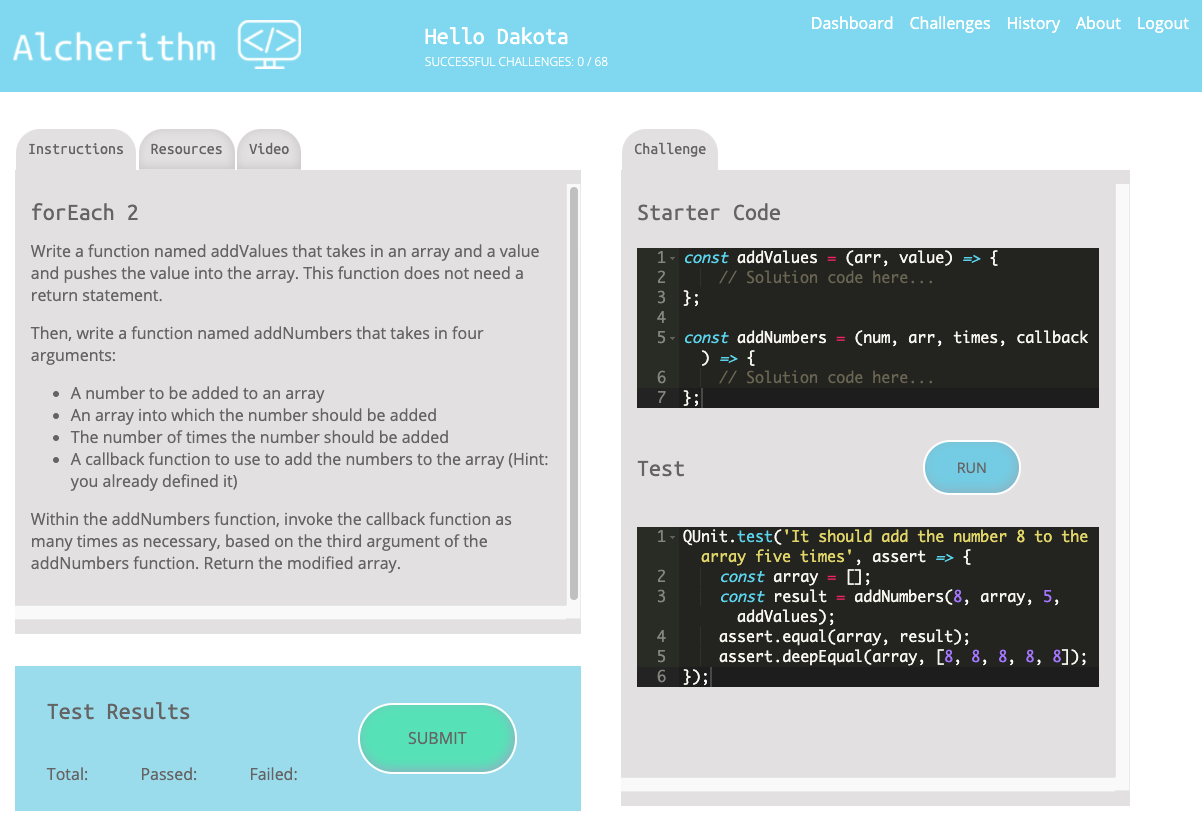 Alcherithm
</>
Hello Dakota
SUCCESSFUL CHALLENGES: 0 / 68
Dashboard Challenges History About Logout
Instructions Resources Video
forEach 2
Write a function named addValues that takes in an array and a value
and pushes the value into the array. This function does not need a
return statement.
Then, write a function named addNumbers that takes in four
arguments:
• A number to be added to an array
• An array into which the number should be added
• The number of times the number should be added
• A callback function to use to add the numbers to the array (Hint:
you already defined it)
Within the addNumbers function, invoke the callback function as
many times as necessary, based on the third argument of the
addNumbers function. Return the modified array.
Test Results
SUBMIT
Total: Passed: Failed:
Challenge
Starter Code
1 const addValues = (arr, value) => {
2 // Solution code here...
3 };
4
5 const addNumbers = (num, arr, times, callback
) => {
6 // Solution code here...
7 };
Test
RUN
1 QUnit.test('It should add the number 8 to the
array five times', assert => {
2 const array = [];
3 const result = addNumbers(8, array, 5,
addValues);
4 assert.equal(array, result);
5 assert.deepEqual(array, [8, 8, 8, 8, 8]);
6 });